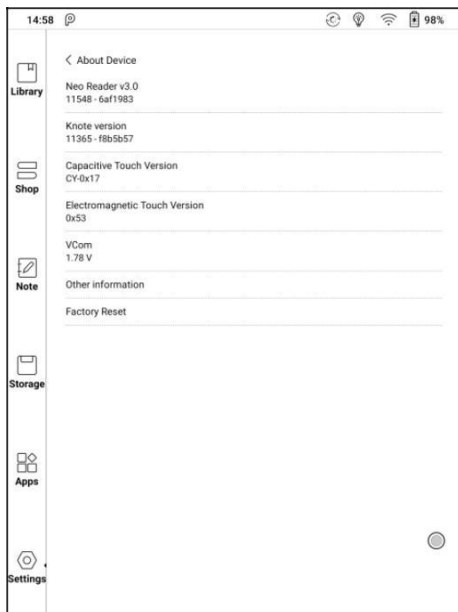 14:58 98%
Library
Shop
Note
Storage
Apps
Settings
About Device
Neo Reader v3.0
11548 - 6af1983
Knote version
11365 - f8b5b57
Capacitive Touch Version
CY-0x17
Electromagnetic Touch Version
0x53
VCom
1.78 V
Other information
Factory Reset